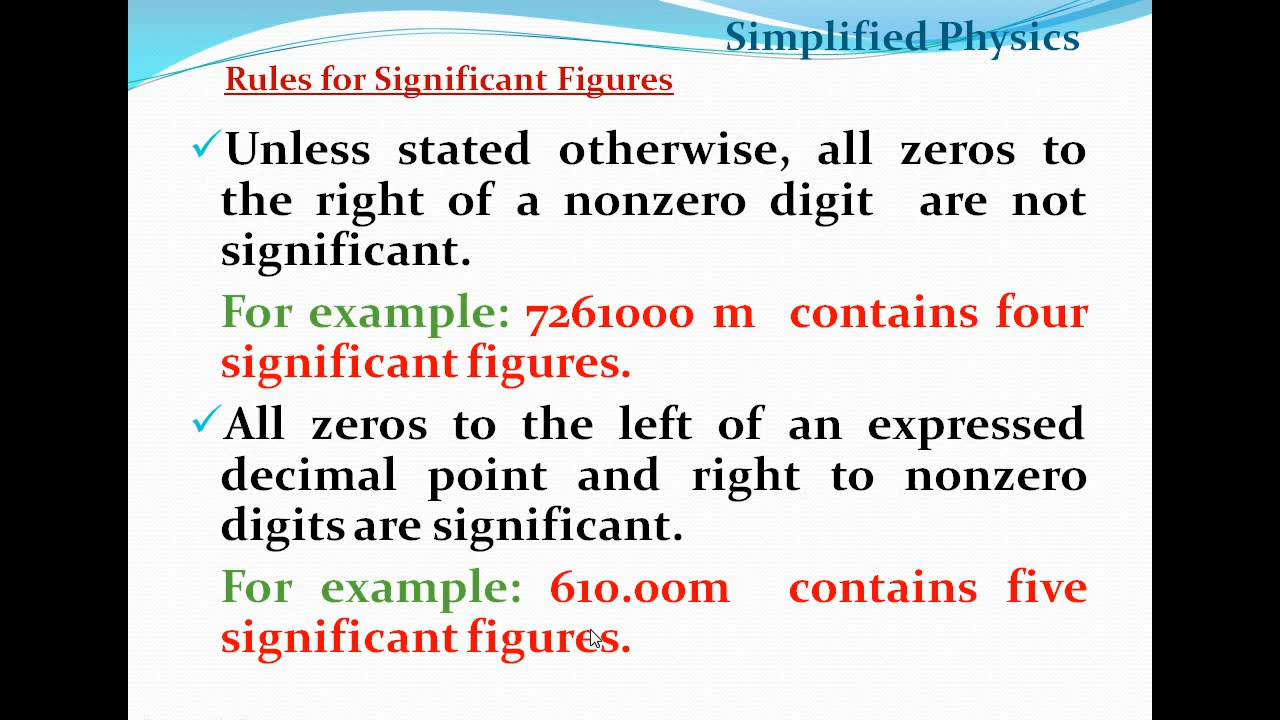 Simplified Physics
Rules for Significant Figures
Unless stated otherwise, all zeros to
the right of a nonzero digit are not
significant.
For example: 7261000 m contains four
significant figures.
All zeros to the left of an expressed
decimal point and right to nonzero
digits are significant.
For example: 610.00m contains five
significant figures.